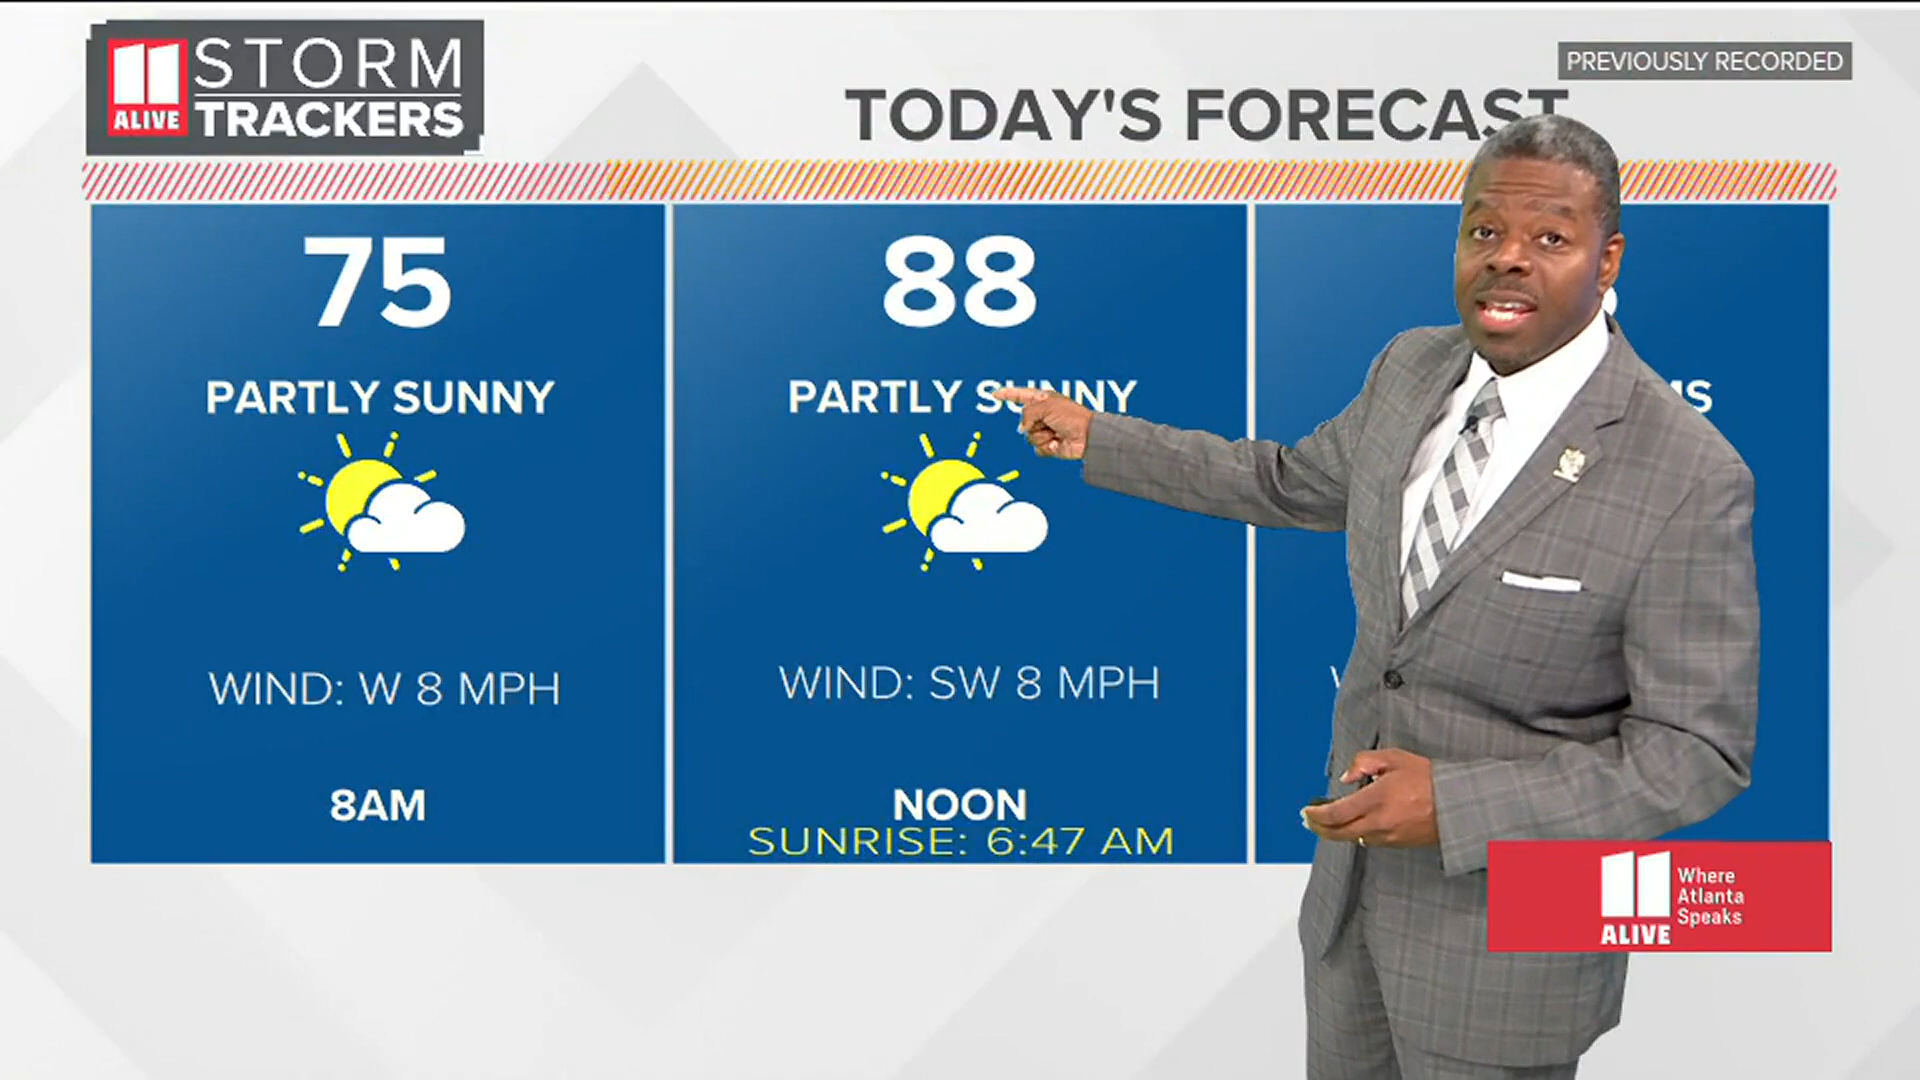 11 ALIVE
STORM
TRACKERS
PREVIOUSLY RECORDED
TODAY'S FORECAST
75
PARTLY SUNNY
WIND: W 8 MPH
8AM
88
PARTLY SUNNY
WIND: SW 8 MPH
NOON
SUNRISE: 6:47 AM
11 ALIVE
Where
Atlanta
Speaks